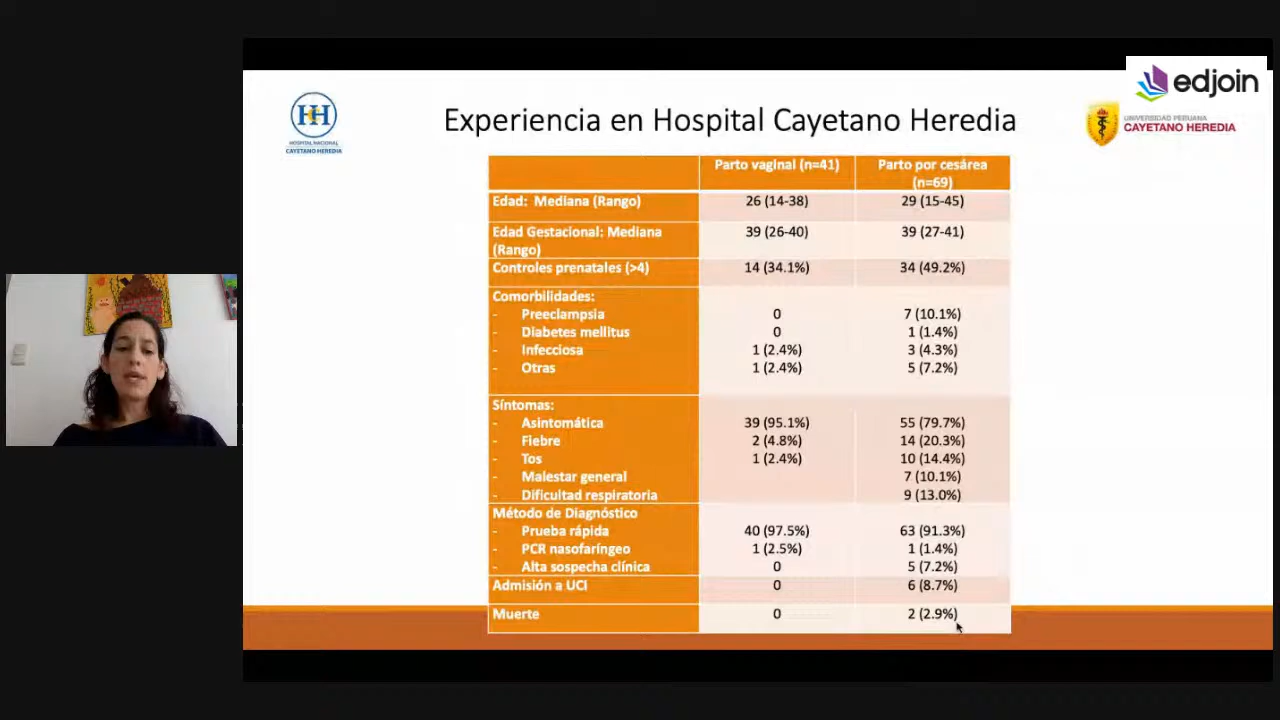 edjoin
HH
HOSPITAL NACIONAL
CAYETANO HEREDIA
Experiencia en Hospital Cayetano Heredia
UNIVERSIDAD PERUANA
CAYETANO HEREDIA
Parto vaginal (n=41) Parto por cesárea
(n=69)
Edad: Mediana (Rango) 26 (14-38) 29 (15-45)
Edad Gestacional: Mediana 39 (26-40) 39 (27-41)
(Rango)
Controles prenatales (>4) 14 (34.1%) 34 (49.2%)
Comorbilidades:
- Preeclampsia 0 7 (10.1%)
- Diabetes mellitus 0 1 (1.4%)
- Infecciosa 1 (2.4%) 3 (4.3%)
- Otras 1 (2.4%) 5 (7.2%)
Síntomas:
- Asintomática 39 (95.1%) 55 (79.7%)
- Fiebre 2 (4.8%) 14 (20.3%)
- Tos 1 (2.4%) 10 (14.4%)
- Malestar general 7 (10.1%)
- Dificultad respiratoria 9 (13.0%)
Método de Diagnóstico
- Prueba rápida 40 (97.5%) 63 (91.3%)
- PCR nasofaríngeo 1 (2.5%) 1 (1.4%)
- Alta sospecha clínica 0 5 (7.2%)
Admisión a UCI 0 6 (8.7%)
Muerte 0 2 (2.9%)